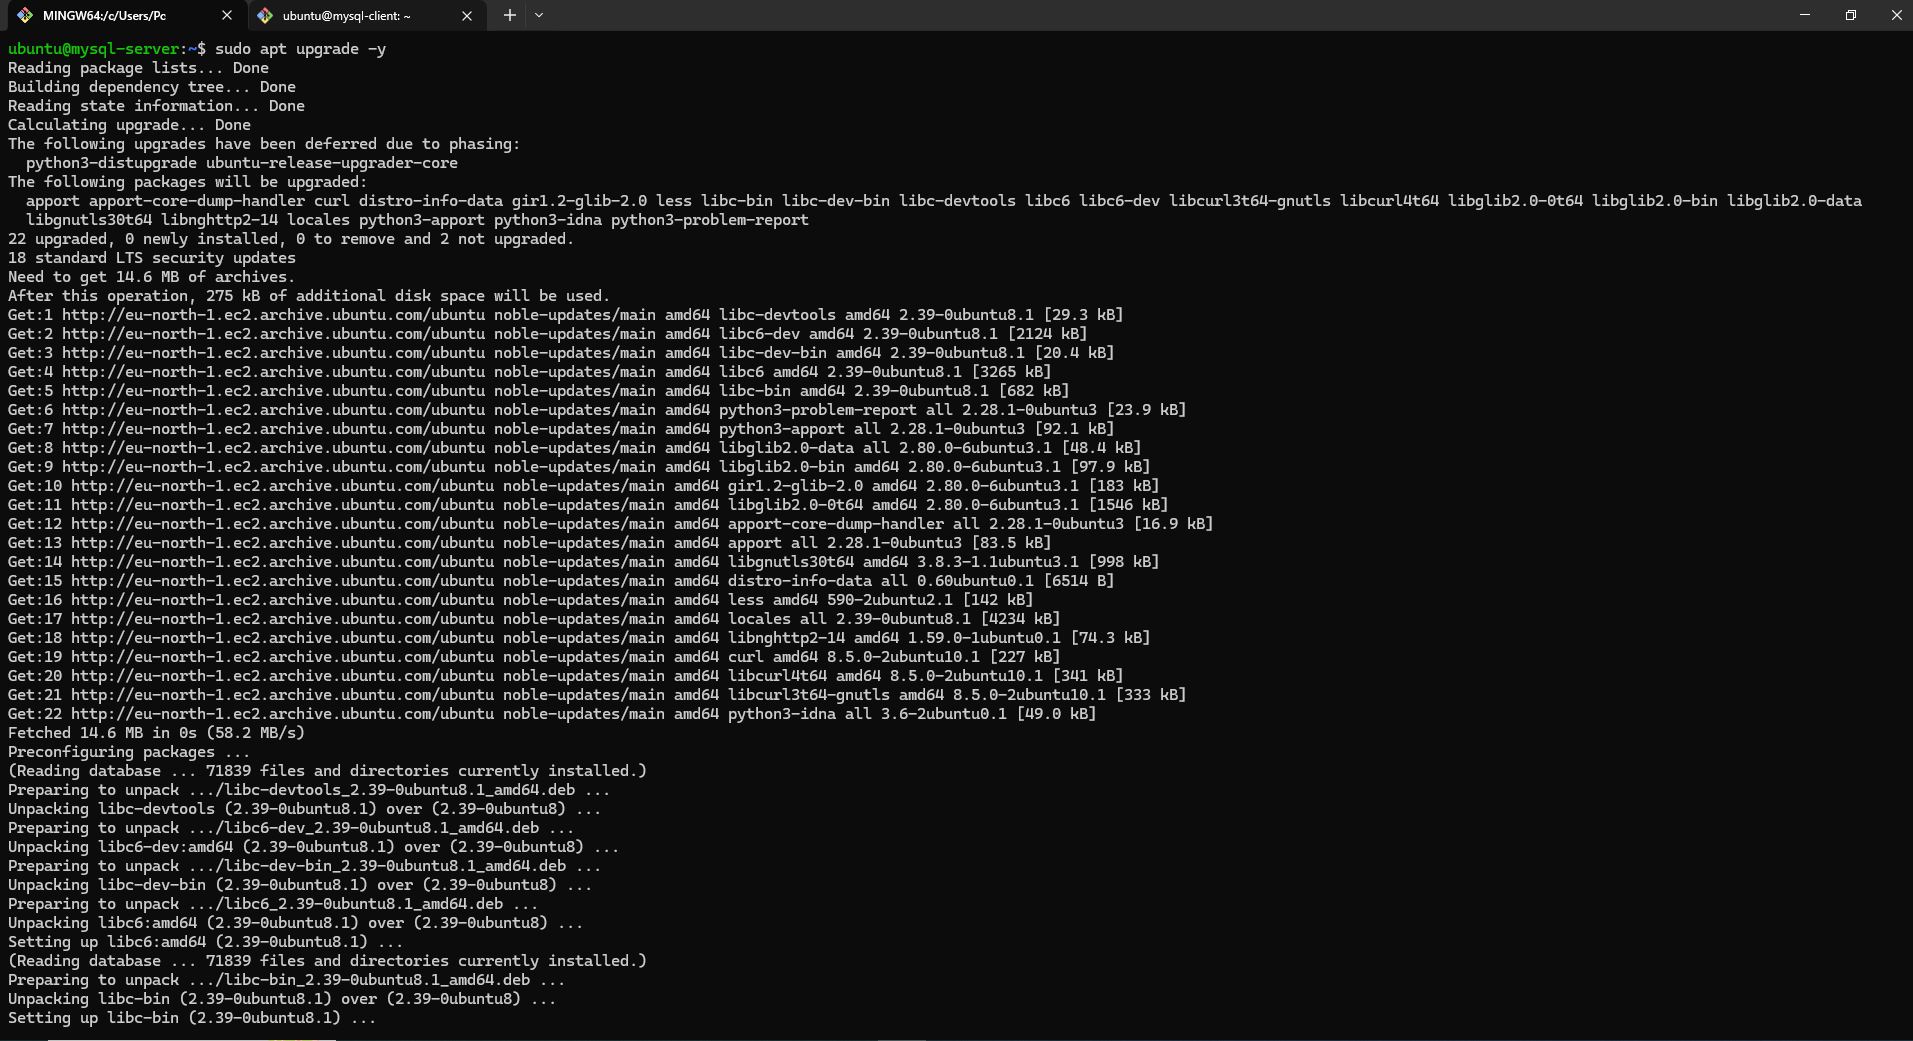 MINGW64:/c/Users/Pc
ubuntu@mysql-client: ~
ubuntu@mysql-server:~$ sudo apt upgrade -y
Reading package lists... Done
Building dependency tree... Done
Reading state information... Done
Calculating upgrade... Done
The following upgrades have been deferred due to phasing:
  python3-distupgrade ubuntu-release-upgrader-core
The following packages will be upgraded:
  apport apport-core-dump-handler curl distro-info-data gir1.2-glib-2.0 less libc-bin libc-dev-bin libc-devtools libc6 libc6-dev libcurl3t64-gnutls libcurl4t64 libglib2.0-0t64 libglib2.0-bin libglib2.0-data
  libgnutls30t64 libnghttp2-14 locales python3-apport python3-idna python3-problem-report
22 upgraded, 0 newly installed, 0 to remove and 2 not upgraded.
18 standard LTS security updates
Need to get 14.6 MB of archives.
After this operation, 275 kB of additional disk space will be used.
Get:1 http://eu-north-1.ec2.archive.ubuntu.com/ubuntu noble-updates/main amd64 libc-devtools amd64 2.39-0ubuntu8.1 [29.3 kB]
Get:2 http://eu-north-1.ec2.archive.ubuntu.com/ubuntu noble-updates/main amd64 libc6-dev amd64 2.39-0ubuntu8.1 [2124 kB]
Get:3 http://eu-north-1.ec2.archive.ubuntu.com/ubuntu noble-updates/main amd64 libc-dev-bin amd64 2.39-0ubuntu8.1 [20.4 kB]
Get:4 http://eu-north-1.ec2.archive.ubuntu.com/ubuntu noble-updates/main amd64 libc6 amd64 2.39-0ubuntu8.1 [3265 kB]
Get:5 http://eu-north-1.ec2.archive.ubuntu.com/ubuntu noble-updates/main amd64 libc-bin amd64 2.39-0ubuntu8.1 [682 kB]
Get:6 http://eu-north-1.ec2.archive.ubuntu.com/ubuntu noble-updates/main amd64 python3-problem-report all 2.28.1-0ubuntu3 [23.9 kB]
Get:7 http://eu-north-1.ec2.archive.ubuntu.com/ubuntu noble-updates/main amd64 python3-apport all 2.28.1-0ubuntu3 [92.1 kB]
Get:8 http://eu-north-1.ec2.archive.ubuntu.com/ubuntu noble-updates/main amd64 libglib2.0-data all 2.80.0-6ubuntu3.1 [48.4 kB]
Get:9 http://eu-north-1.ec2.archive.ubuntu.com/ubuntu noble-updates/main amd64 libglib2.0-bin amd64 2.80.0-6ubuntu3.1 [97.9 kB]
Get:10 http://eu-north-1.ec2.archive.ubuntu.com/ubuntu noble-updates/main amd64 gir1.2-glib-2.0 amd64 2.80.0-6ubuntu3.1 [183 kB]
Get:11 http://eu-north-1.ec2.archive.ubuntu.com/ubuntu noble-updates/main amd64 libglib2.0-0t64 amd64 2.80.0-6ubuntu3.1 [1546 kB]
Get:12 http://eu-north-1.ec2.archive.ubuntu.com/ubuntu noble-updates/main amd64 apport-core-dump-handler all 2.28.1-0ubuntu3 [16.9 kB]
Get:13 http://eu-north-1.ec2.archive.ubuntu.com/ubuntu noble-updates/main amd64 apport all 2.28.1-0ubuntu3 [83.5 kB]
Get:14 http://eu-north-1.ec2.archive.ubuntu.com/ubuntu noble-updates/main amd64 libgnutls30t64 amd64 3.8.3-1.1ubuntu3.1 [998 kB]
Get:15 http://eu-north-1.ec2.archive.ubuntu.com/ubuntu noble-updates/main amd64 distro-info-data all 0.60ubuntu0.1 [6514 B]
Get:16 http://eu-north-1.ec2.archive.ubuntu.com/ubuntu noble-updates/main amd64 less amd64 590-2ubuntu2.1 [142 kB]
Get:17 http://eu-north-1.ec2.archive.ubuntu.com/ubuntu noble-updates/main amd64 locales all 2.39-0ubuntu8.1 [4234 kB]
Get:18 http://eu-north-1.ec2.archive.ubuntu.com/ubuntu noble-updates/main amd64 libnghttp2-14 amd64 1.59.0-1ubuntu0.1 [74.3 kB]
Get:19 http://eu-north-1.ec2.archive.ubuntu.com/ubuntu noble-updates/main amd64 curl amd64 8.5.0-2ubuntu10.1 [227 kB]
Get:20 http://eu-north-1.ec2.archive.ubuntu.com/ubuntu noble-updates/main amd64 libcurl4t64 amd64 8.5.0-2ubuntu10.1 [341 kB]
Get:21 http://eu-north-1.ec2.archive.ubuntu.com/ubuntu noble-updates/main amd64 libcurl3t64-gnutls amd64 8.5.0-2ubuntu10.1 [333 kB]
Get:22 http://eu-north-1.ec2.archive.ubuntu.com/ubuntu noble-updates/main amd64 python3-idna all 3.6-2ubuntu0.1 [49.0 kB]
Fetched 14.6 MB in 0s (58.2 MB/s)
Preconfiguring packages ...
(Reading database ... 71839 files and directories currently installed.)
Preparing to unpack .../libc-devtools_2.39-0ubuntu8.1_amd64.deb ...
Unpacking libc-devtools (2.39-0ubuntu8.1) over (2.39-0ubuntu8) ...
Preparing to unpack .../libc6-dev_2.39-0ubuntu8.1_amd64.deb ...
Unpacking libc6-dev:amd64 (2.39-0ubuntu8.1) over (2.39-0ubuntu8) ...
Preparing to unpack .../libc-dev-bin_2.39-0ubuntu8.1_amd64.deb ...
Unpacking libc-dev-bin (2.39-0ubuntu8.1) over (2.39-0ubuntu8) ...
Preparing to unpack .../libc6_2.39-0ubuntu8.1_amd64.deb ...
Unpacking libc6:amd64 (2.39-0ubuntu8.1) over (2.39-0ubuntu8) ...
Setting up libc6:amd64 (2.39-0ubuntu8.1) ...
(Reading database ... 71839 files and directories currently installed.)
Preparing to unpack .../libc-bin_2.39-0ubuntu8.1_amd64.deb ...
Unpacking libc-bin (2.39-0ubuntu8.1) over (2.39-0ubuntu8) ...
Setting up libc-bin (2.39-0ubuntu8.1) ...